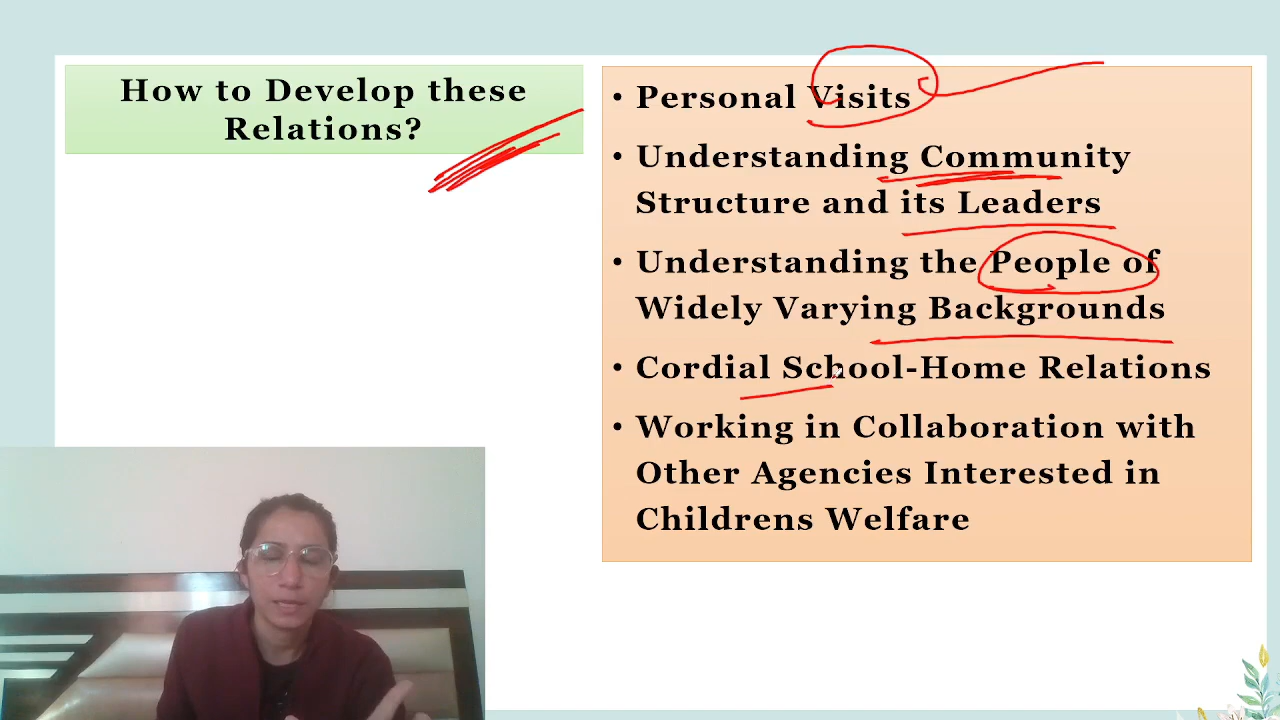 How to Develop these
Relations?
• Personal Visits
• Understanding Community
Structure and its Leaders
• Understanding the People of
Widely Varying Backgrounds
• Cordial School-Home Relations
• Working in Collaboration with
Other Agencies Interested in
Childrens Welfare